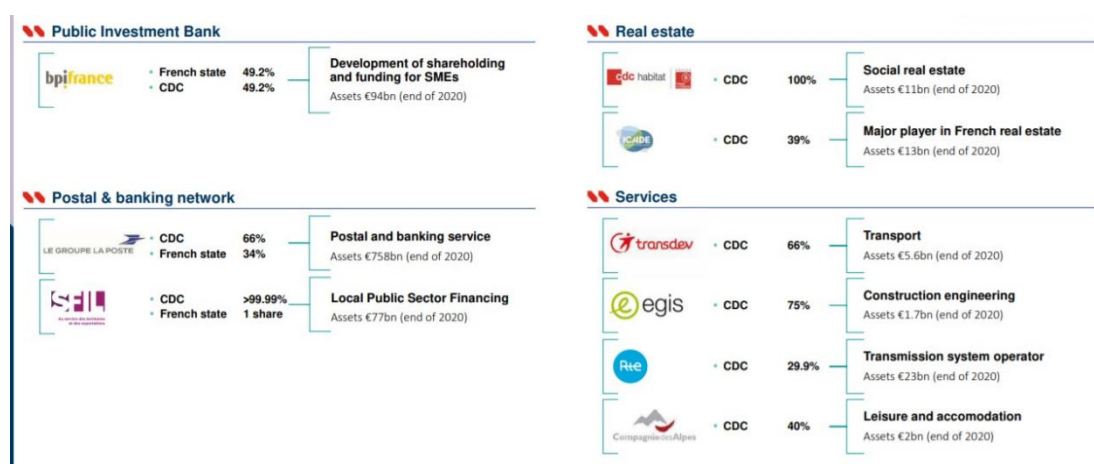 Public Investment Bank
bpifrance
• French state 49.2%
• CDC 49.2%
Development of shareholding
and funding for SMEs
Assets €94bn (end of 2020)
Postal & banking network
LE GROUPE LA POSTE
• CDC 66%
• French state 34%
Postal and banking service
Assets €758bn (end of 2020)
SFIL
Au service des territoires
et des exportations
• CDC >99.99%
• French state 1 share
Local Public Sector Financing
Assets €77bn (end of 2020)
Real estate
cdc habitat
• CDC 100%
Social real estate
Assets €11bn (end of 2020)
ICADE
• CDC 39%
Major player in French real estate
Assets €13bn (end of 2020)
Services
transdev
• CDC 66%
Transport
Assets €5.6bn (end of 2020)
egis
• CDC 75%
Construction engineering
Assets €1.7bn (end of 2020)
Rte
• CDC 29.9%
Transmission system operator
Assets €23bn (end of 2020)
CompagniedesAlpes
• CDC 40%
Leisure and accomodation
Assets €2bn (end of 2020)